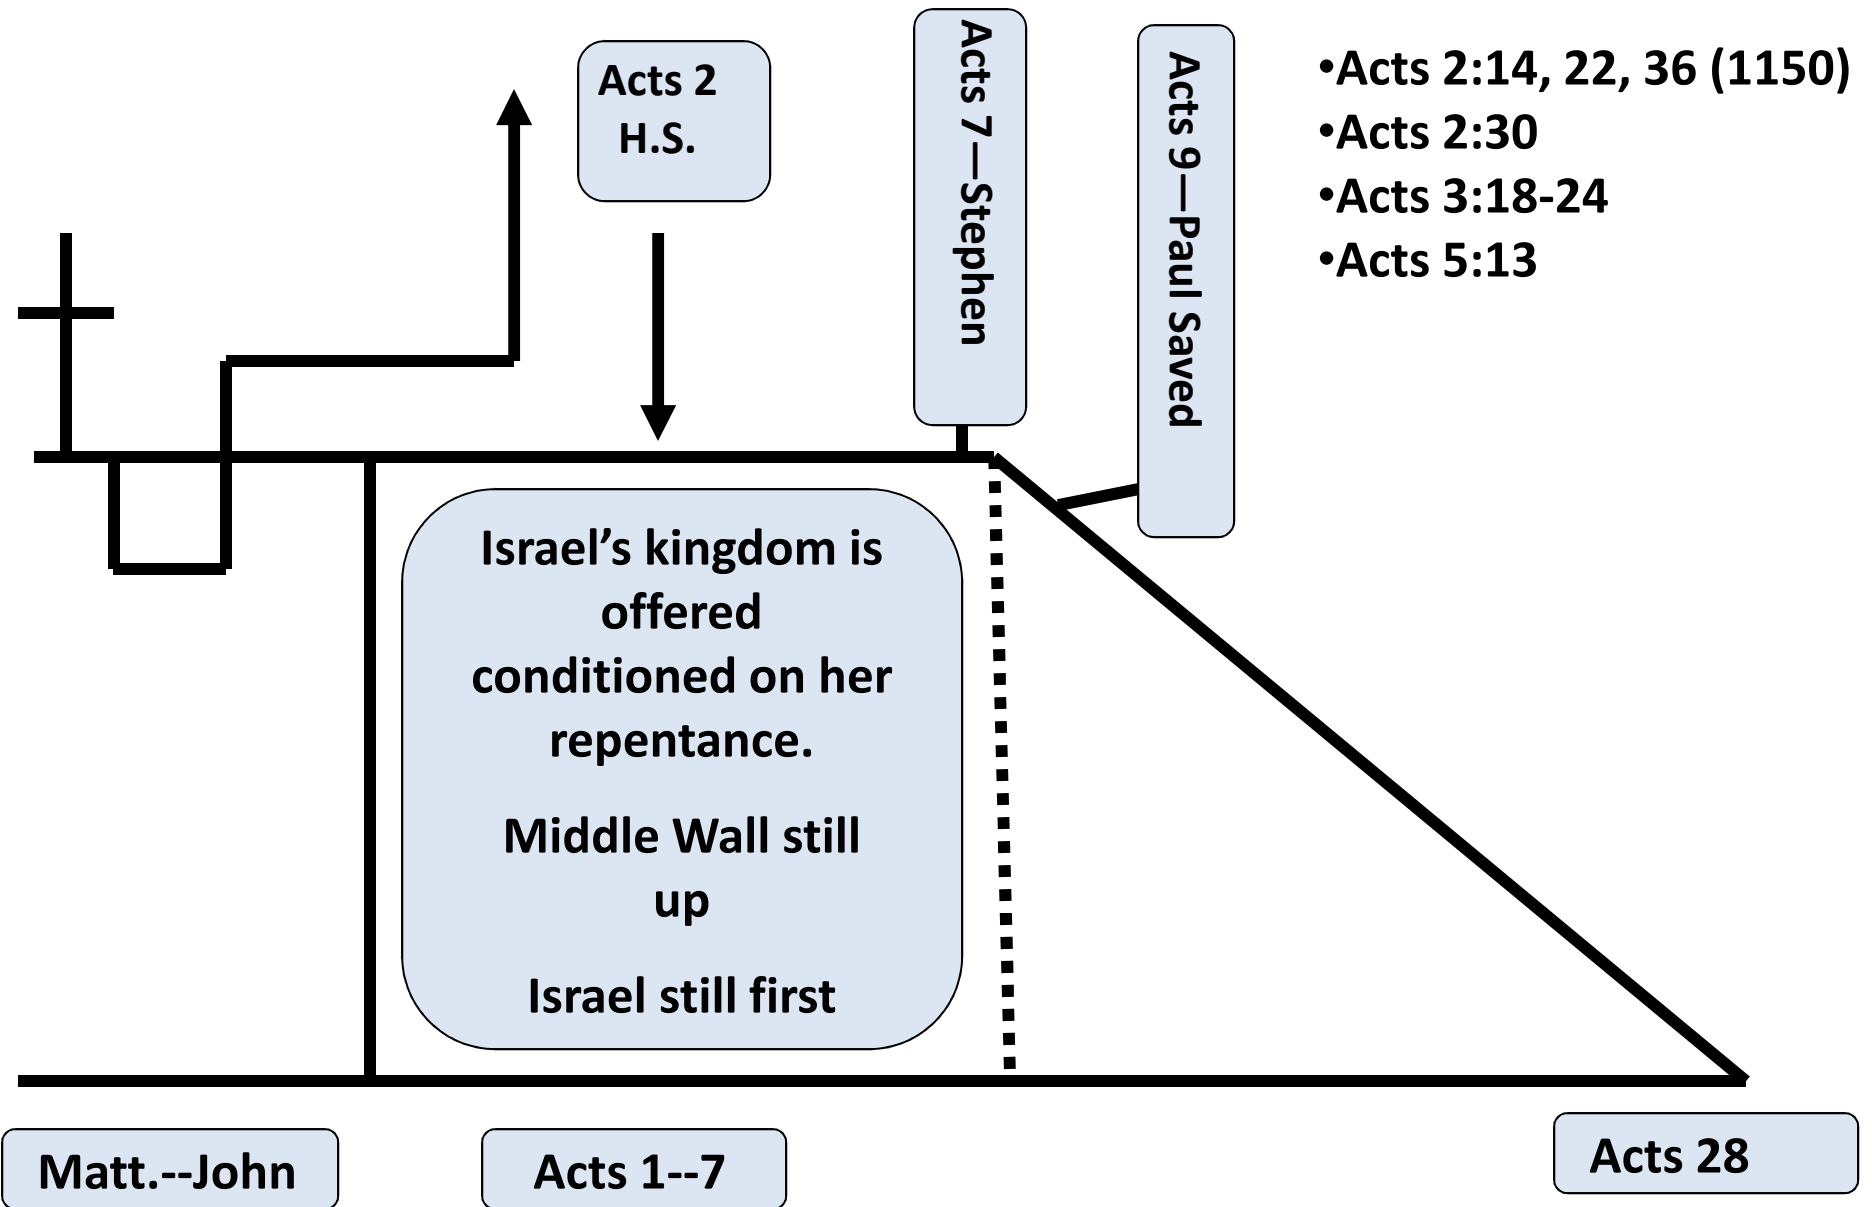 Acts 2
H.S.
Acts 7—Stephen
Acts 9—Paul Saved
•Acts 2:14, 22, 36 (1150)
•Acts 2:30
•Acts 3:18-24
•Acts 5:13
Israel’s kingdom is
offered
conditioned on her
repentance.
Middle Wall still
up
Israel still first
Matt.--John
Acts 1--7
Acts 28